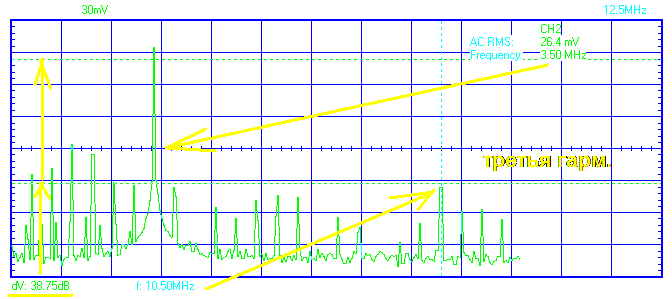 30mV 12.5MHz
CH2
AC RMS: 26.4 mV
Frequency: 3.50 MHz
третья гарм.
dV: 38.75dB f: 10.50MHz